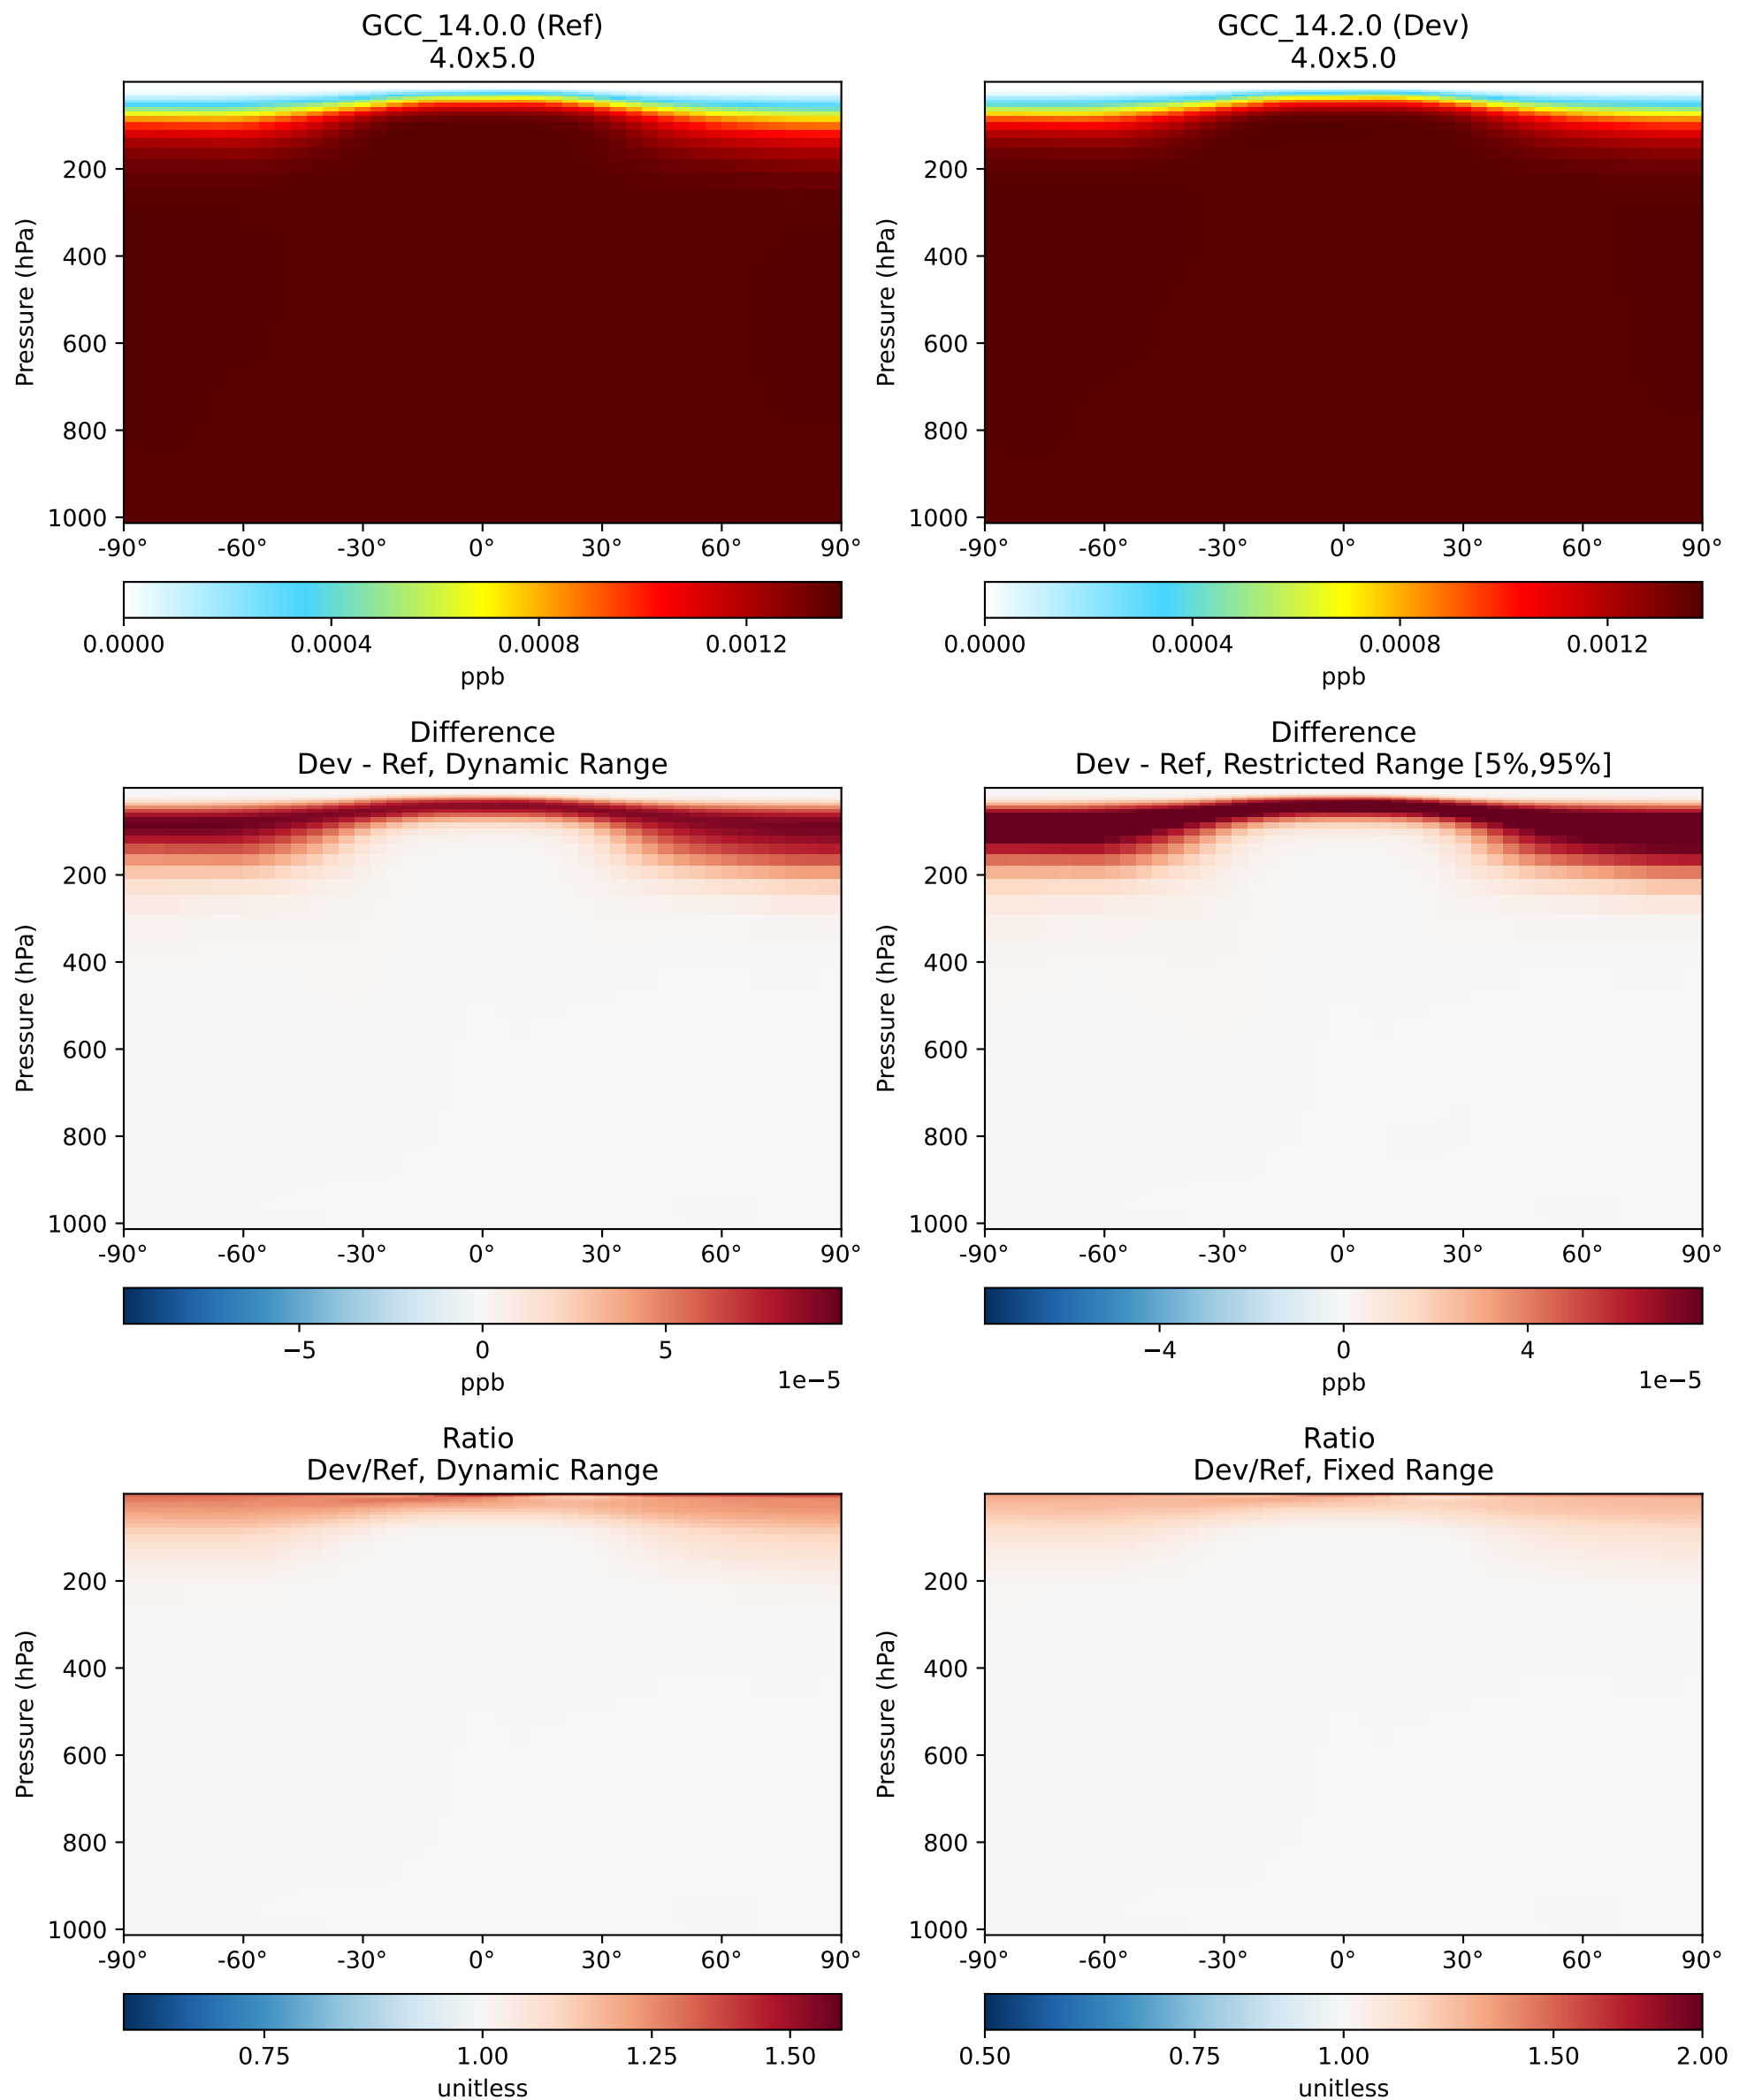 GCC_14.0.0 (Ref)
4.0x5.0
GCC_14.2.0 (Dev)
4.0x5.0
Pressure (hPa)
200
400
600
800
1000
-90° -60° -30° 0° 30° 60° 90°
Pressure (hPa)
200
400
600
800
1000
-90° -60° -30° 0° 30° 60° 90°
0.0000 0.0004 0.0008 0.0012
ppb
0.0000 0.0004 0.0008 0.0012
ppb
Difference
Dev - Ref, Dynamic Range
Difference
Dev - Ref, Restricted Range [5%,95%]
Pressure (hPa)
200
400
600
800
1000
-90° -60° -30° 0° 30° 60° 90°
Pressure (hPa)
200
400
600
800
1000
-90° -60° -30° 0° 30° 60° 90°
−5 0 5
ppb 1e−5
−4 0 4
ppb 1e−5
Ratio
Dev/Ref, Dynamic Range
Ratio
Dev/Ref, Fixed Range
Pressure (hPa)
200
400
600
800
1000
-90° -60° -30° 0° 30° 60° 90°
Pressure (hPa)
200
400
600
800
1000
-90° -60° -30° 0° 30° 60° 90°
0.75 1.00 1.25 1.50
unitless
0.50 0.75 1.00 1.50 2.00
unitless